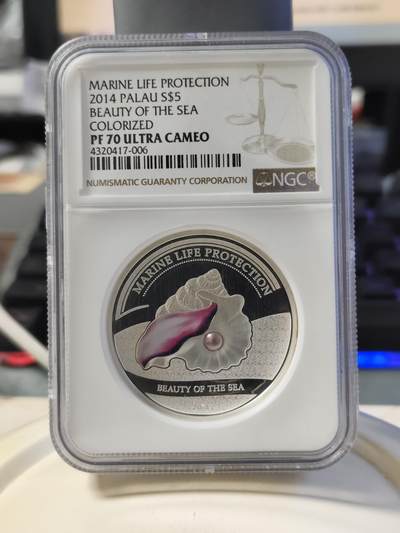 MARINE LIFE PROTECTION
2014 PALAU S$5
BEAUTY OF THE SEA
COLORIZED
PF 70 ULTRA CAMEO
4320417-006
NUMISMATIC GUARANTY CORPORATION
NGC®
MARINE LIFE PROTECTION
BEAUTY OF THE SEA